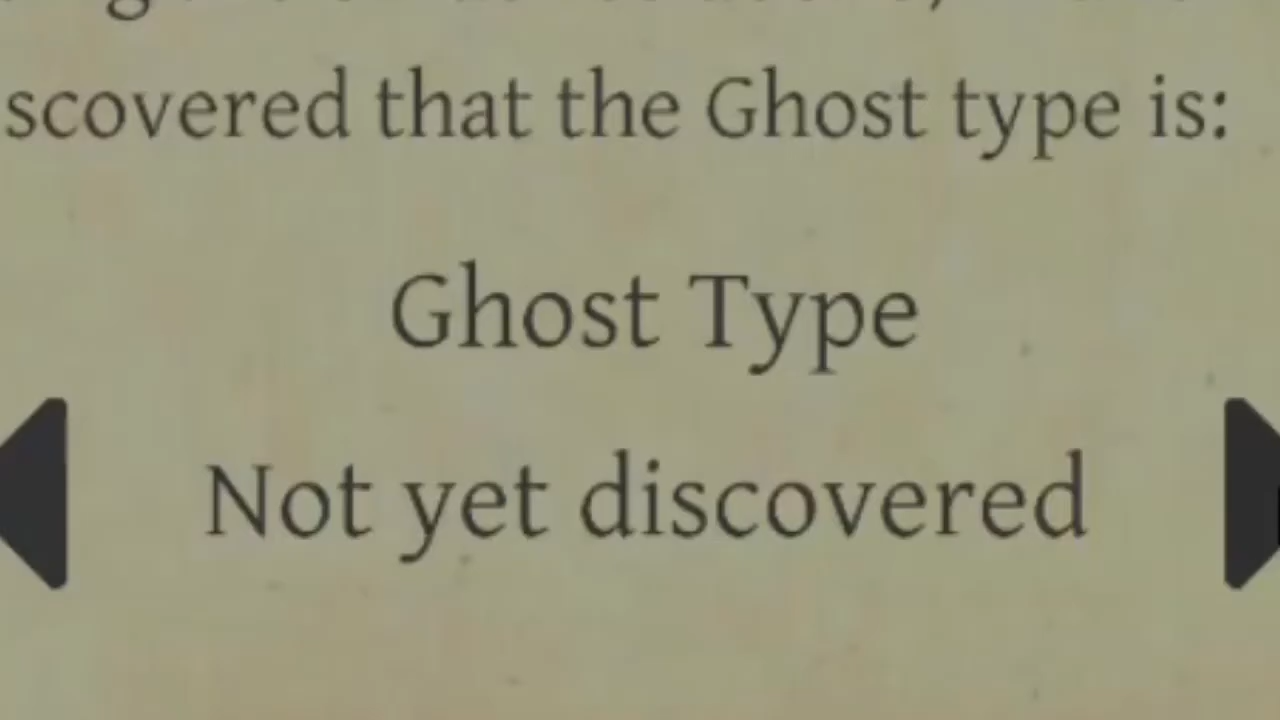 scovered that the Ghost type is:
Ghost Type
Not yet discovered